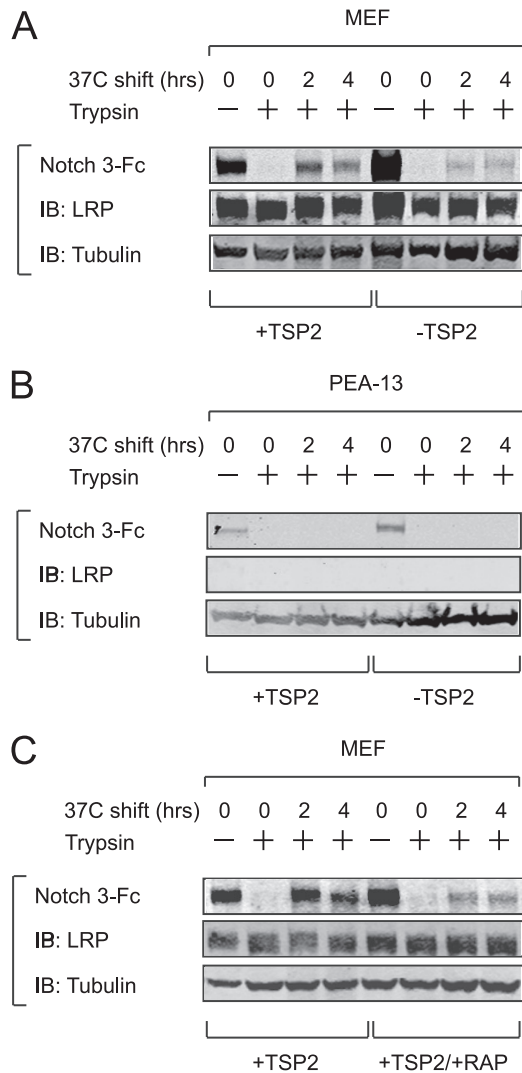 A
MEF
37C shift (hrs) 0 0 2 4 0 0 2 4
Trypsin — + + + — + + +
Notch 3-Fc
IB: LRP
IB: Tubulin
+TSP2 -TSP2
B
PEA-13
37C shift (hrs) 0 0 2 4 0 0 2 4
Trypsin — + + + — + + +
Notch 3-Fc
IB: LRP
IB: Tubulin
+TSP2 -TSP2
C
MEF
37C shift (hrs) 0 0 2 4 0 0 2 4
Trypsin — + + + — + + +
Notch 3-Fc
IB: LRP
IB: Tubulin
+TSP2 +TSP2/+RAP